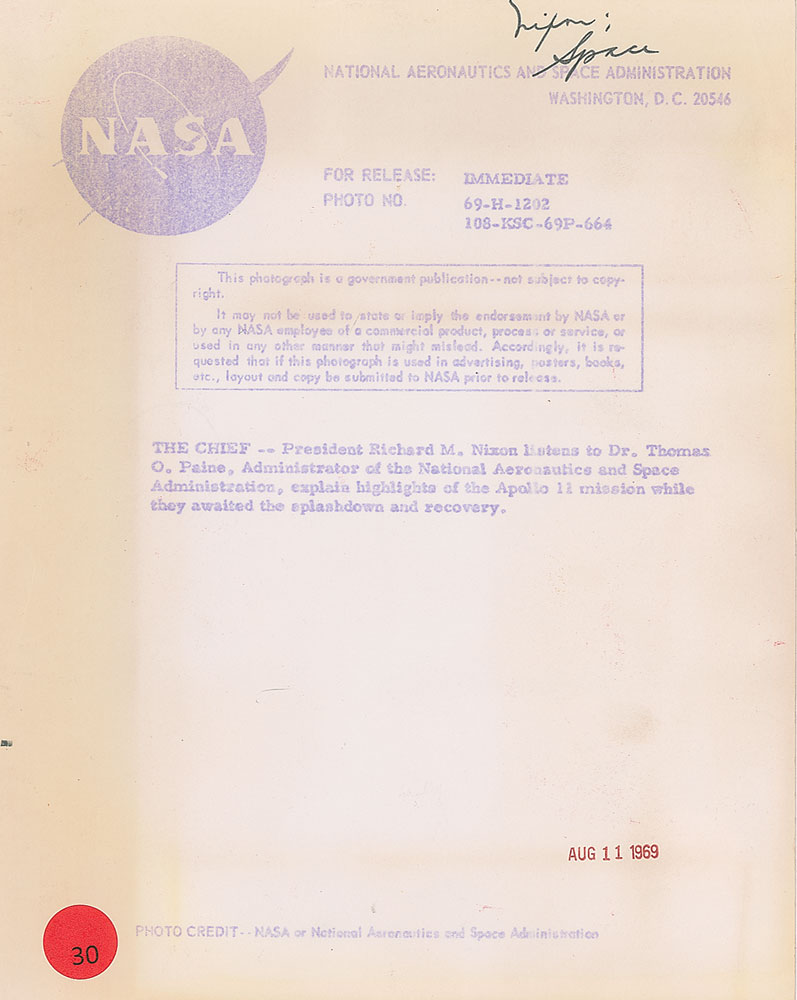 Nixon;
Space
NASA
NATIONAL AERONAUTICS AND SPACE ADMINISTRATION
WASHINGTON, D. C. 20546
FOR RELEASE: IMMEDIATE
PHOTO NO. 69-H-1202
108-KSC-69P-664
This photograph is a government publication--not subject to copy-
right.
It may not be used to state or imply the endorsement by NASA or
by any NASA employee of a commercial product, process or service, or
used in any other manner that might mislead. Accordingly, it is re-
quested that if this photograph is used in advertising, posters, books,
etc., layout and copy be submitted to NASA prior to release.
THE CHIEF -- President Richard M. Nixon listens to Dr. Thomas
O. Paine, Administrator of the National Aeronautics and Space
Administration, explain highlights of the Apollo 11 mission while
they awaited the splashdown and recovery.
AUG 11 1969
PHOTO CREDIT--NASA or National Aeronautics and Space Administration
30